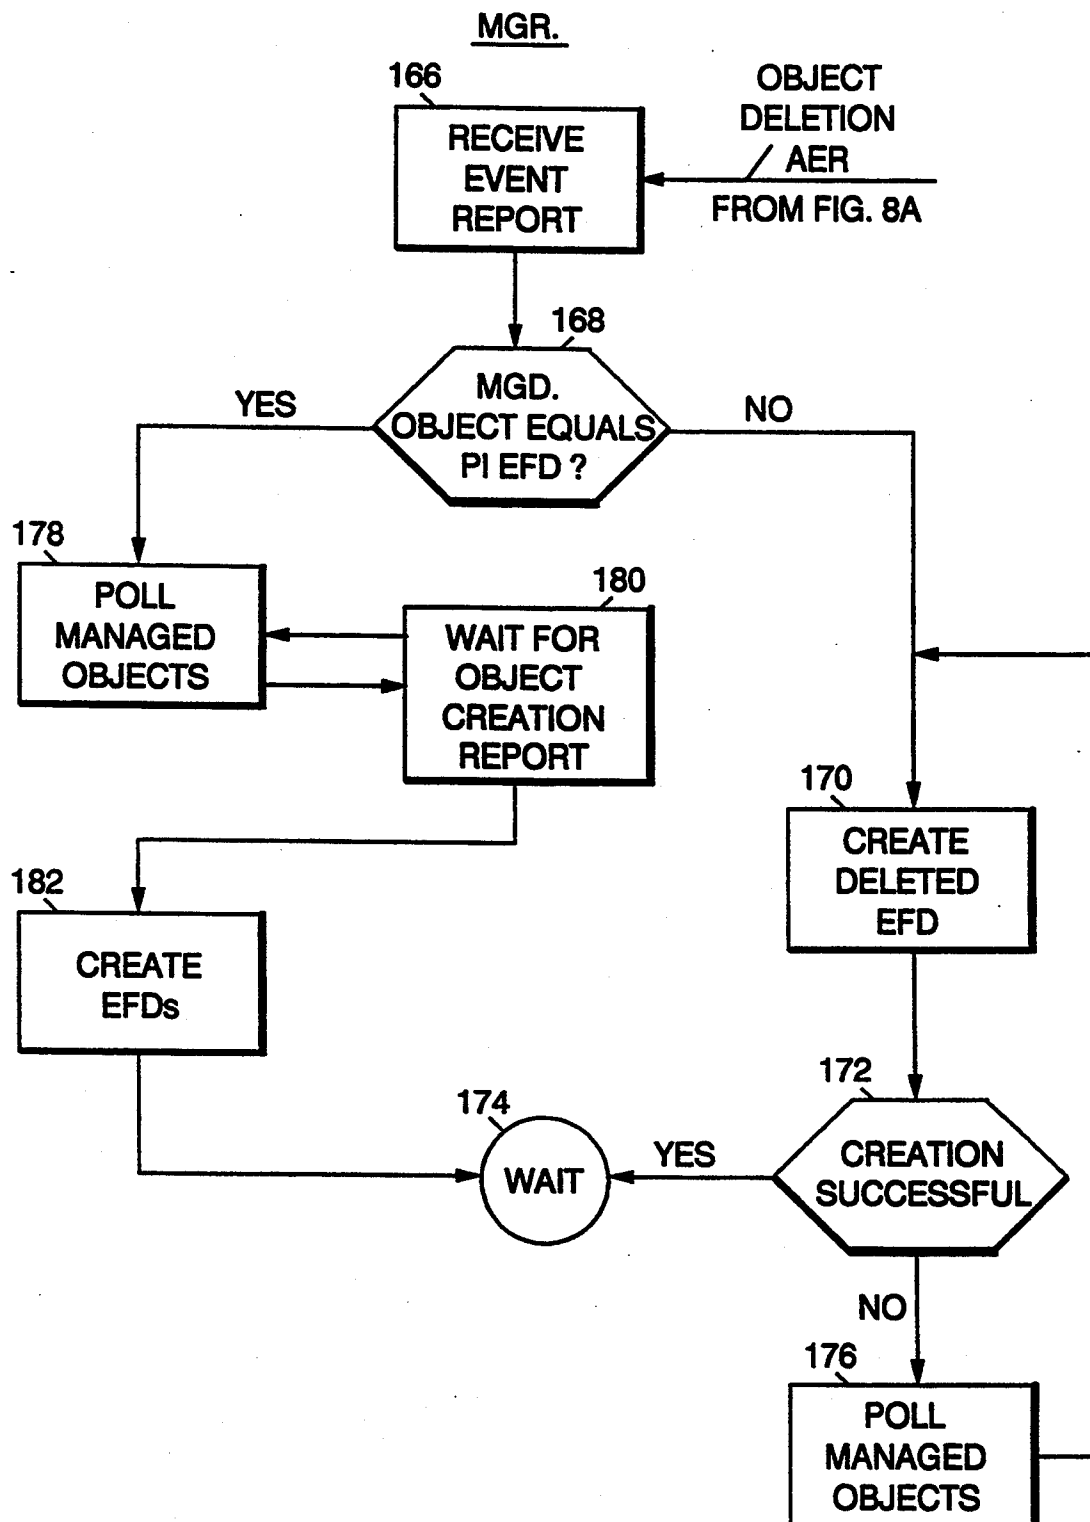 MGR.
166
RECEIVE
EVENT
REPORT
OBJECT
DELETION
AER
FROM FIG. 8A
168
MGD.
OBJECT EQUALS
PI EFD ?
YES
NO
178
POLL
MANAGED
OBJECTS
180
WAIT FOR
OBJECT
CREATION
REPORT
170
CREATE
DELETED
EFD
182
CREATE
EFDs
174
WAIT
YES
172
CREATION
SUCCESSFUL
NO
176
POLL
MANAGED
OBJECTS